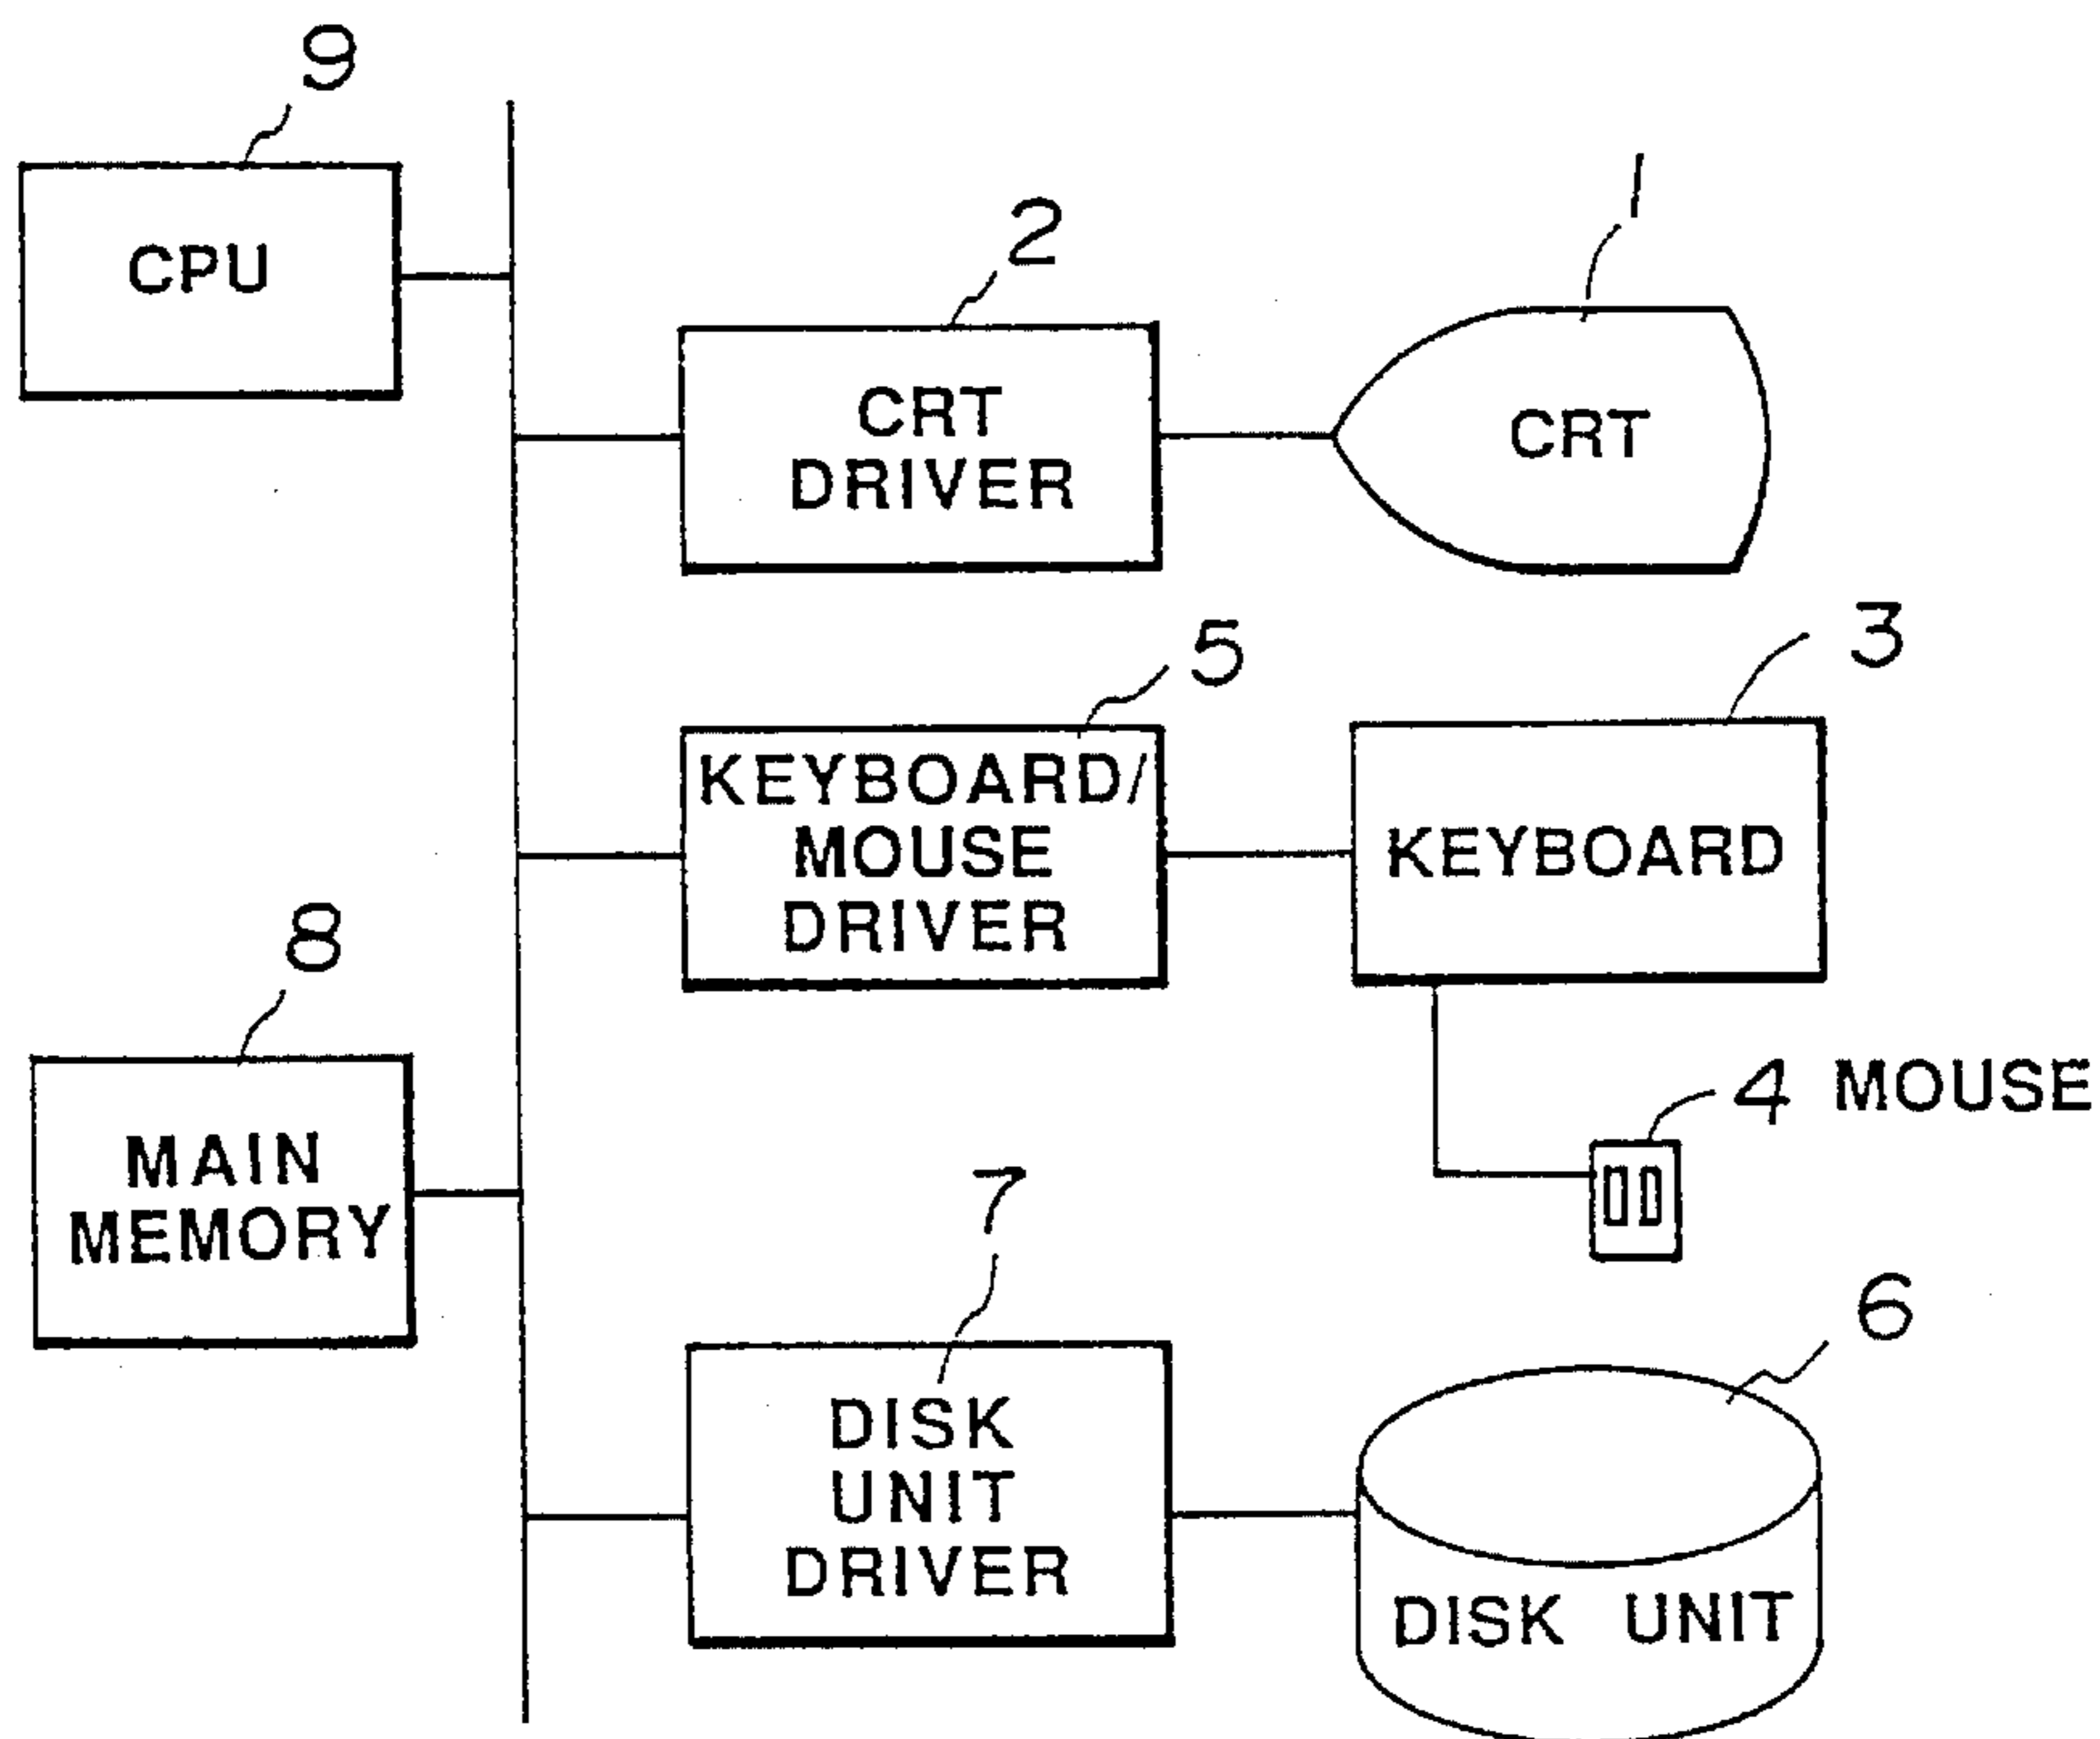 9
CPU
2
CRT
DRIVER
1
CRT
5
KEYBOARD/
MOUSE
DRIVER
3
KEYBOARD
4 MOUSE
8
MAIN
MEMORY
7
DISK
UNIT
DRIVER
6
DISK UNIT